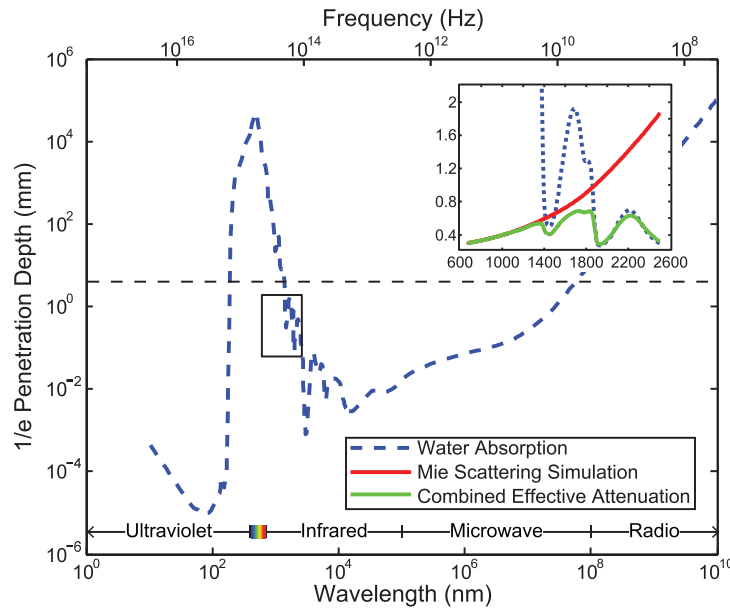 Frequency (Hz)
10^16 10^14 10^12 10^10 10^8
10^6
10^4
10^2
10^0
10^−2
10^−4
10^−6
1/e Penetration Depth (mm)
2
1.6
1.2
0.8
0.4
600 1000 1400 1800 2200 2600
Water Absorption
Mie Scattering Simulation
Combined Effective Attenuation
Ultraviolet Infrared Microwave Radio
10^0 10^2 10^4 10^6 10^8 10^10
Wavelength (nm)